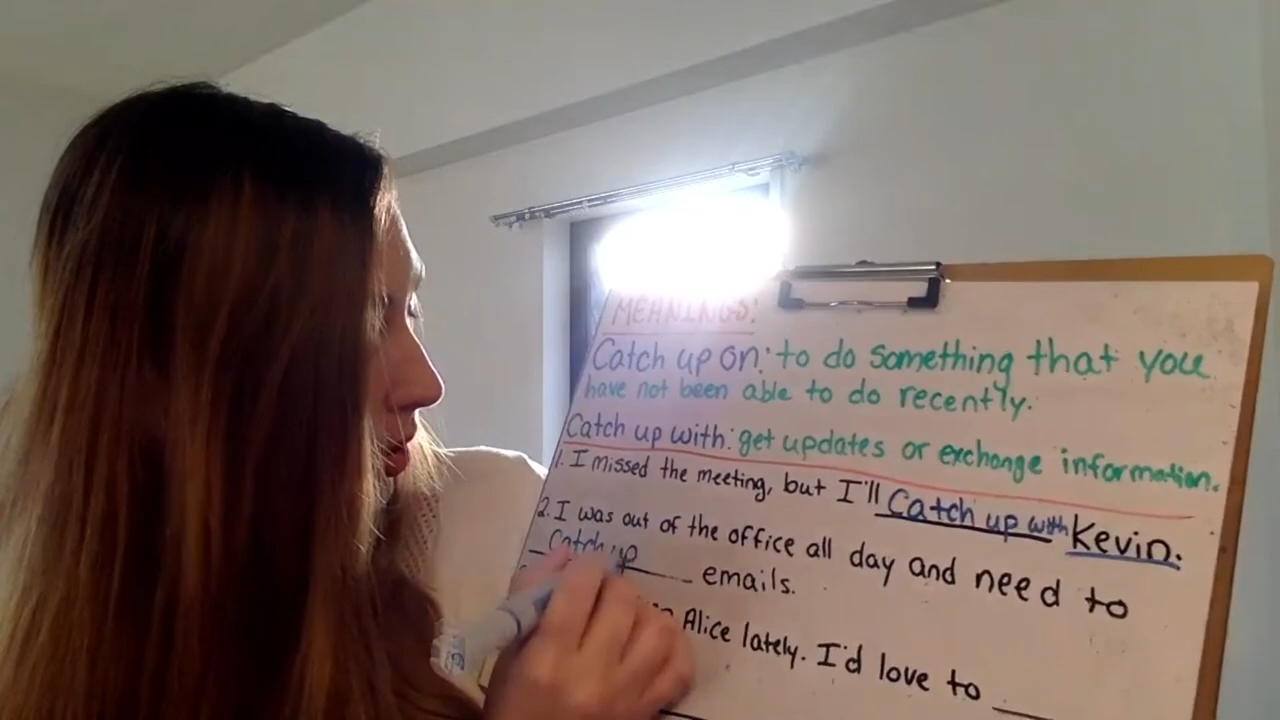 MEANINGS:
Catch up on: to do something that you
have not been able to do recently.
Catch up with: get updates or exchange information.
1. I missed the meeting, but I'll Catch up with Kevin.
2. I was out of the office all day and need to
Catch up emails.
Alice lately. I'd love to